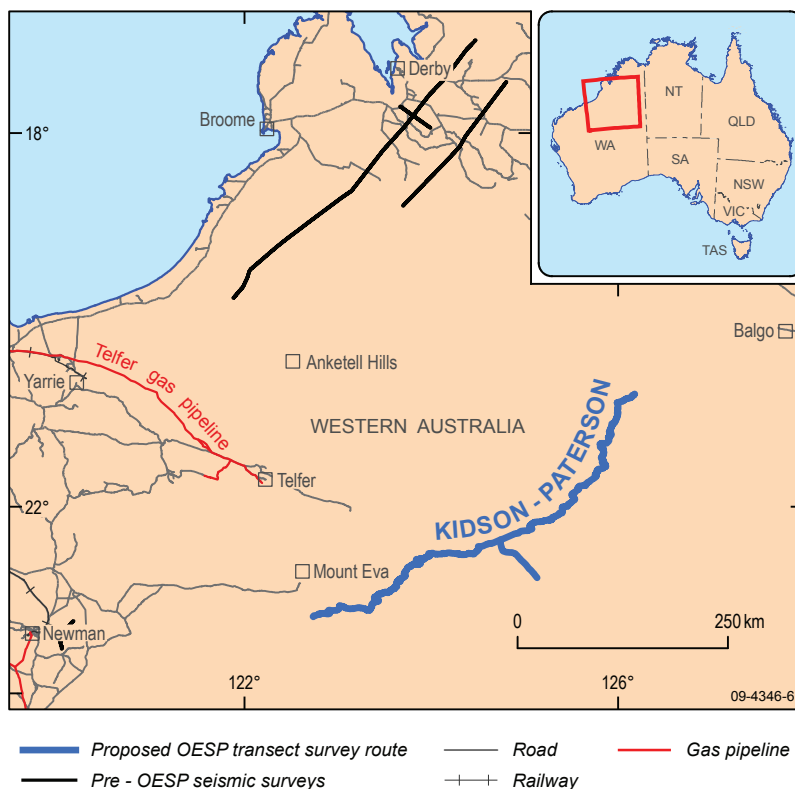 Derby
Broome
18°
NT
QLD
WA
SA
NSW
VIC
TAS
Balgo
Telfer gas pipeline
Anketell Hills
Yarrie
WESTERN AUSTRALIA
KIDSON - PATERSON
Telfer
22°
Mount Eva
Newman
0
250 km
122°
126°
09-4346-6
Proposed OESP transect survey route
Road
Gas pipeline
Pre - OESP seismic surveys
Railway